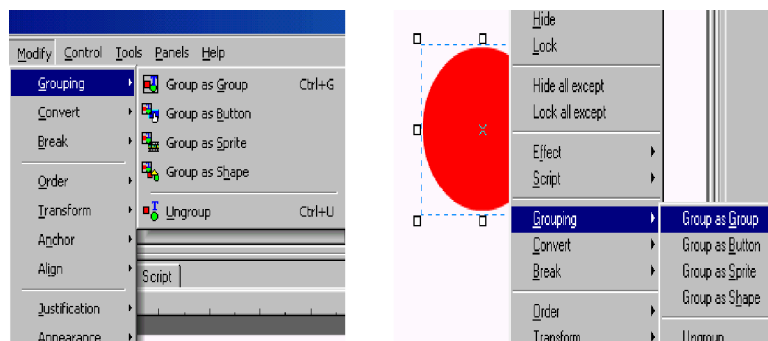 Modify Control Tools Panels Help
Grouping
Convert
Break
Order
Transform
Anchor
Align
Justification
Appearance
Group as Group Ctrl+G
Group as Button
Group as Sprite
Group as Shape
Ungroup Ctrl+U
Script
Hide
Lock
Hide all except
Lock all except
Effect
Script
Grouping
Convert
Break
Order
Transform
Group as Group
Group as Button
Group as Sprite
Group as Shape
Ungroup